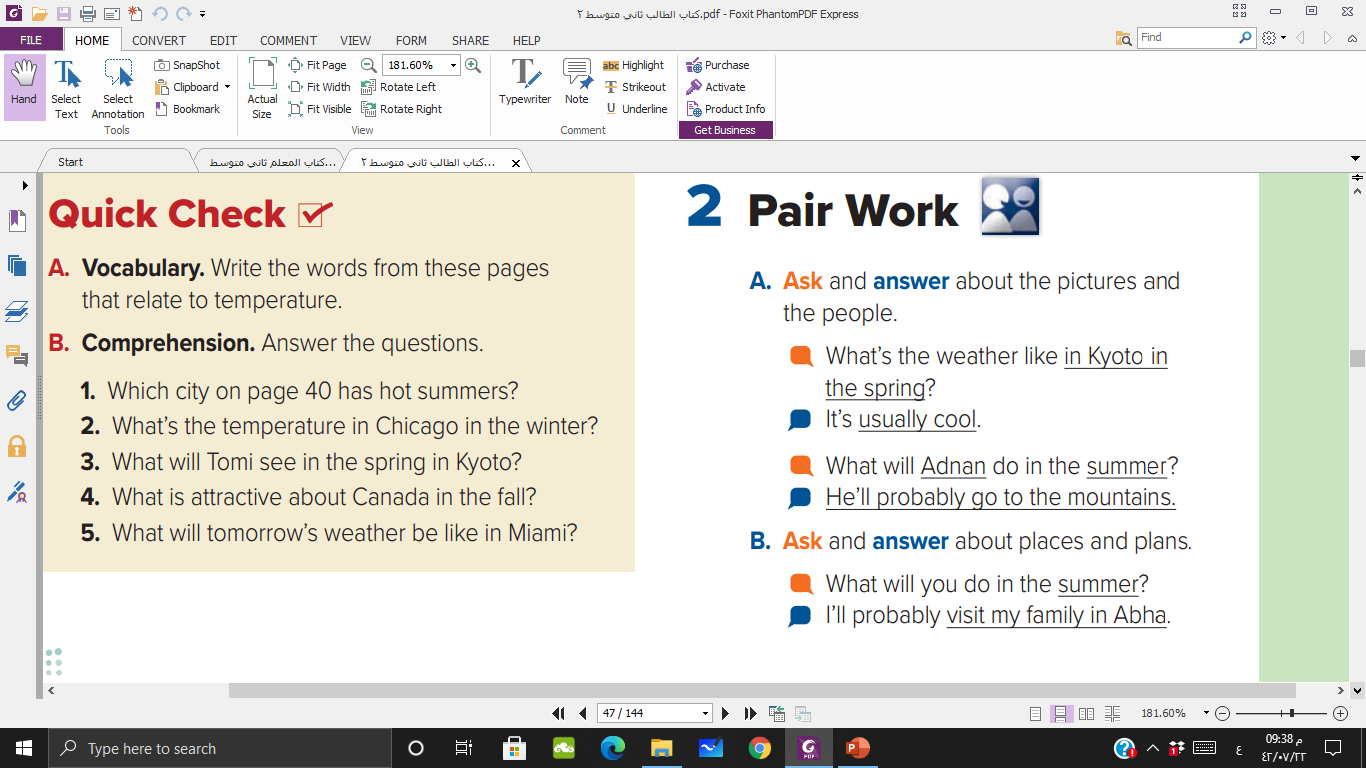 كتاب الطالب ثاني متوسط ٢.pdf - Foxit PhantomPDF Express
FILE
HOME
CONVERT
EDIT
COMMENT
VIEW
FORM
SHARE
HELP
Find
Hand
Select Text
Select Annotation
SnapShot
Clipboard
Bookmark
Tools
Actual Size
Fit Page
Fit Width
Fit Visible
181.60%
Rotate Left
Rotate Right
View
Typewriter
Note
abc Highlight
Strikeout
Underline
Comment
Purchase
Activate
Product Info
Get Business
Start
كتاب المعلم ثاني متوسط...
كتاب الطالب ثاني متوسط ٢...
Quick Check
A. Vocabulary. Write the words from these pages
that relate to temperature.
B. Comprehension. Answer the questions.
1. Which city on page 40 has hot summers?
2. What's the temperature in Chicago in the winter?
3. What will Tomi see in the spring in Kyoto?
4. What is attractive about Canada in the fall?
5. What will tomorrow's weather be like in Miami?
2 Pair Work
A. Ask and answer about the pictures and
the people.
What's the weather like in Kyoto in
the spring?
It's usually cool.
What will Adnan do in the summer?
He'll probably go to the mountains.
B. Ask and answer about places and plans.
What will you do in the summer?
I'll probably visit my family in Abha.
47 / 144
181.60%
Type here to search
PDF
ع
09:38 م
٤٢/٠٧/٢٢